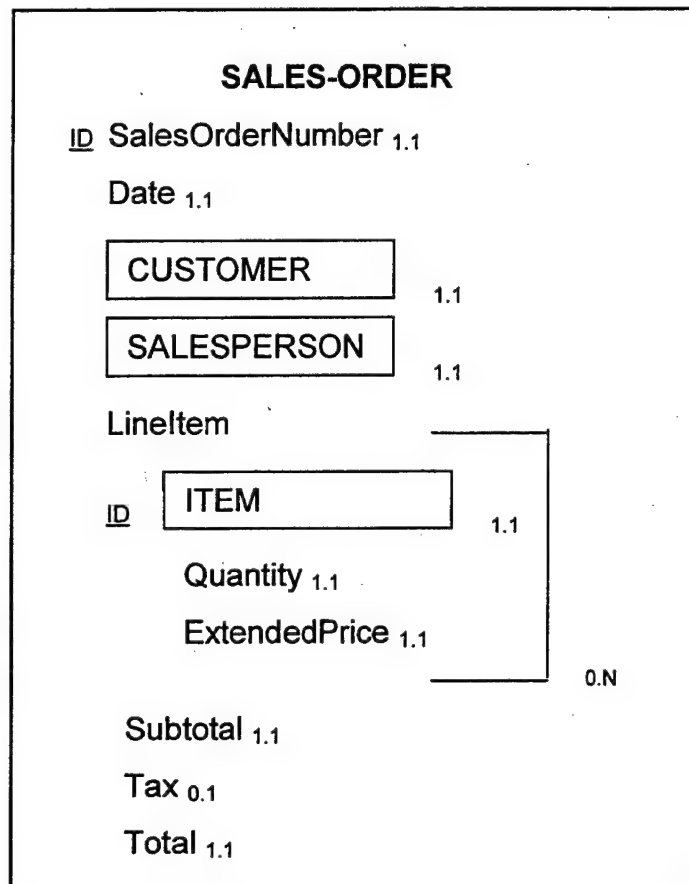 SALES-ORDER
ID SalesOrderNumber 1.1
Date 1.1
CUSTOMER 1.1
SALESPERSON 1.1
LineItem
ID ITEM 1.1
Quantity 1.1
ExtendedPrice 1.1
0.N
Subtotal 1.1
Tax 0.1
Total 1.1